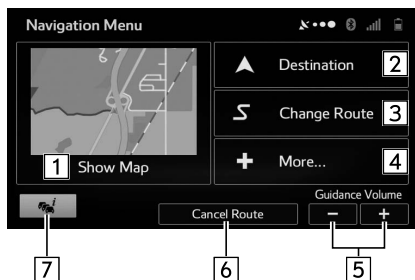 Navigation Menu
1 Show Map
Destination 2
Change Route 3
More... 4
Guidance Volume
Cancel Route
− +
7 6 5